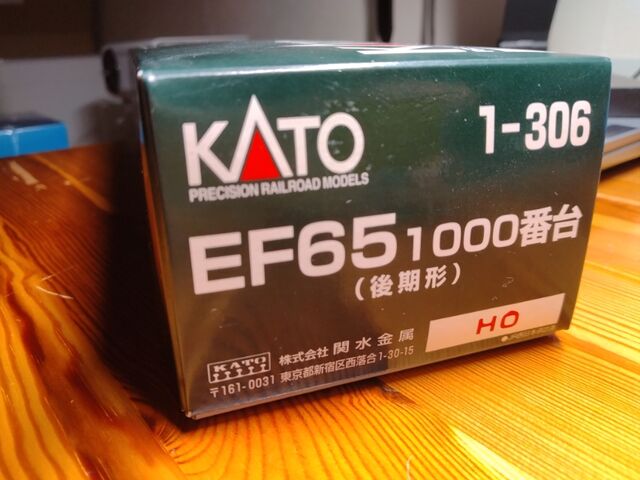 KATO
PRECISION RAILROAD MODELS
1-306
EF65 1000番台
(後期形)
HO
KATO
株式会社 関水金属
〒161-0031 東京都新宿区西落合1-30-15